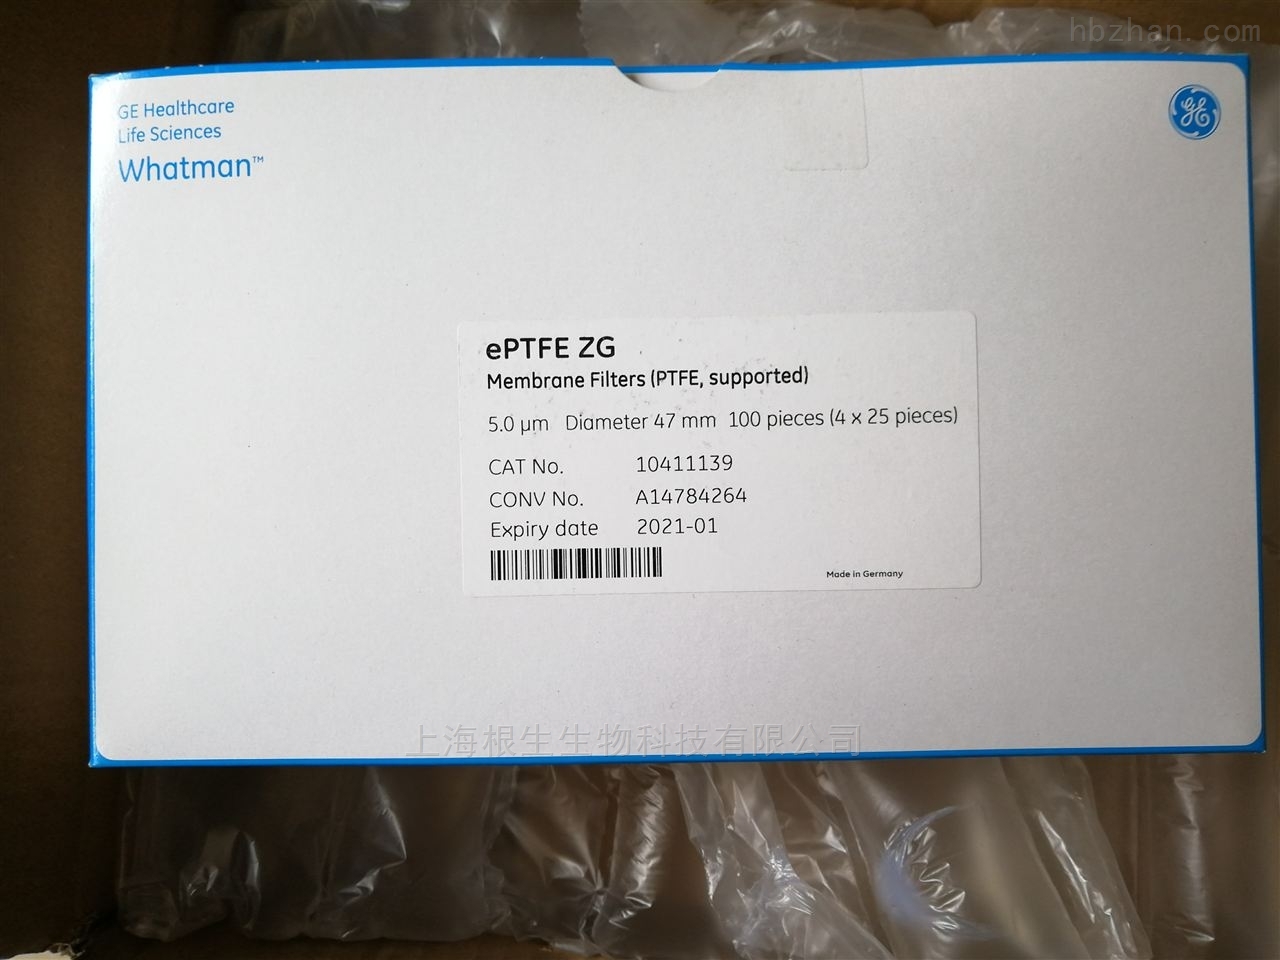 hbzhan.com
GE Healthcare
Life Sciences
Whatman™
GE
ePTFE ZG
Membrane Filters (PTFE, supported)
5.0 µm Diameter 47 mm 100 pieces (4 x 25 pieces)
CAT No. 10411139
CONV No. A14784264
Expiry date 2021-01
Made in Germany
上海根生生物科技有限公司